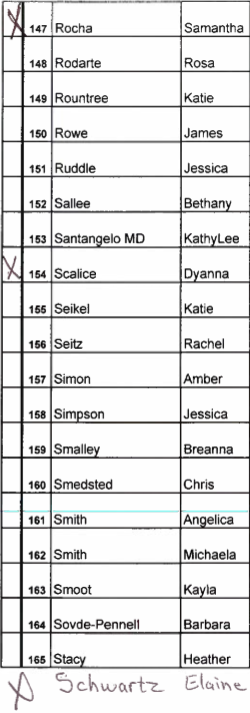 X 147 Rocha Samantha
148 Rodarte Rosa
149 Rountree Katie
150 Rowe James
151 Ruddle Jessica
152 Sallee Bethany
153 Santangelo MD KathyLee
X 154 Scalice Dyanna
155 Seikel Katie
156 Seitz Rachel
157 Simon Amber
158 Simpson Jessica
159 Smalley Breanna
160 Smedsted Chris
161 Smith Angelica
162 Smith Michaela
163 Smoot Kayla
164 Sovde-Pennell Barbara
165 Stacy Heather
X Schwartz Elaine